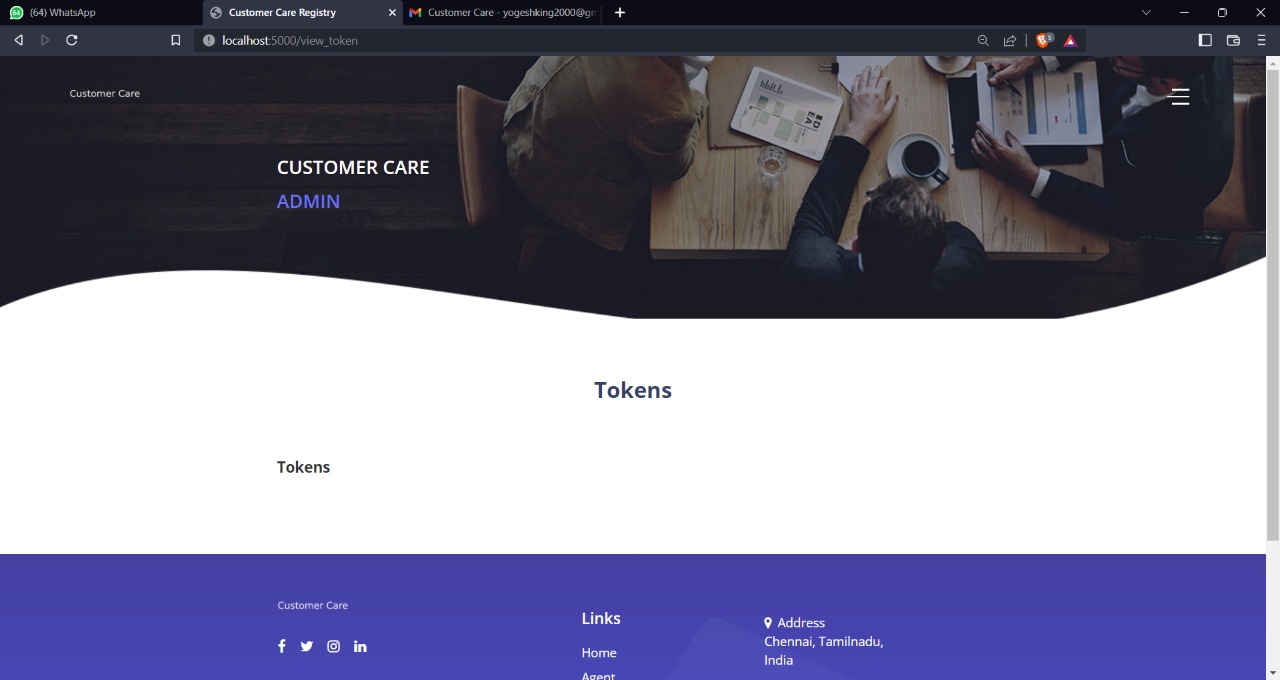 (64) WhatsApp
Customer Care Registry
Customer Care - yogeshking2000@gm
localhost:5000/view_token
5
Customer Care
CUSTOMER CARE
ADMIN
Tokens
Tokens
Customer Care
Links
Home
Agent
Address
Chennai, Tamilnadu,
India